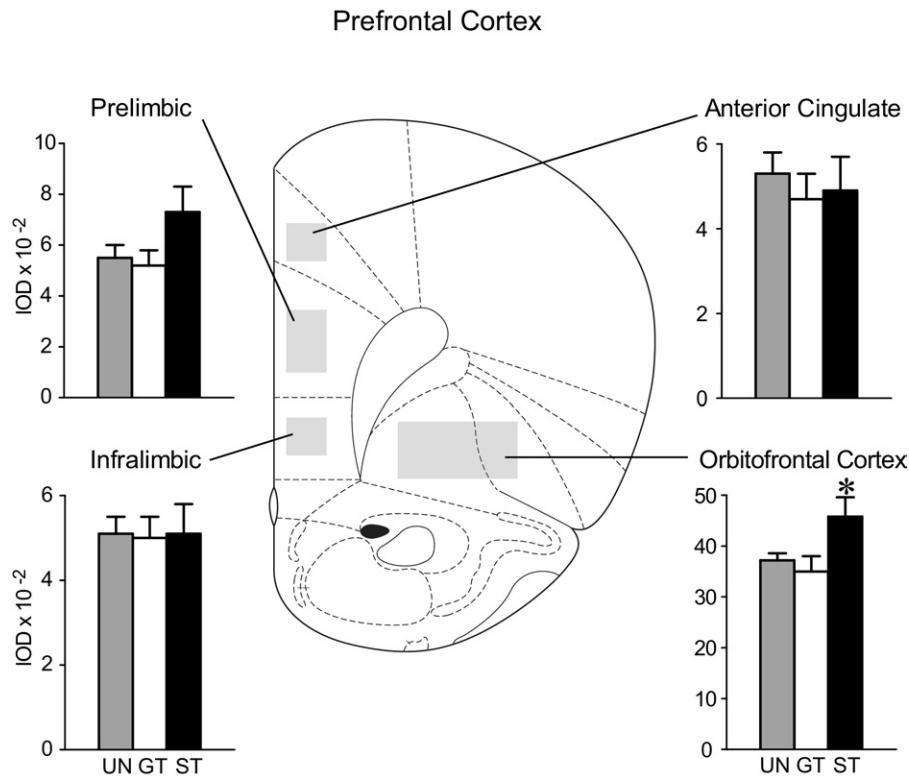 Prefrontal Cortex
Prelimbic
IOD x 10-2
10
8
6
4
2
0
Anterior Cingulate
6
4
2
0
Infralimbic
IOD x 10-2
6
4
2
0
UN GT ST
Orbitofrontal Cortex
*
50
40
30
20
10
0
UN GT ST